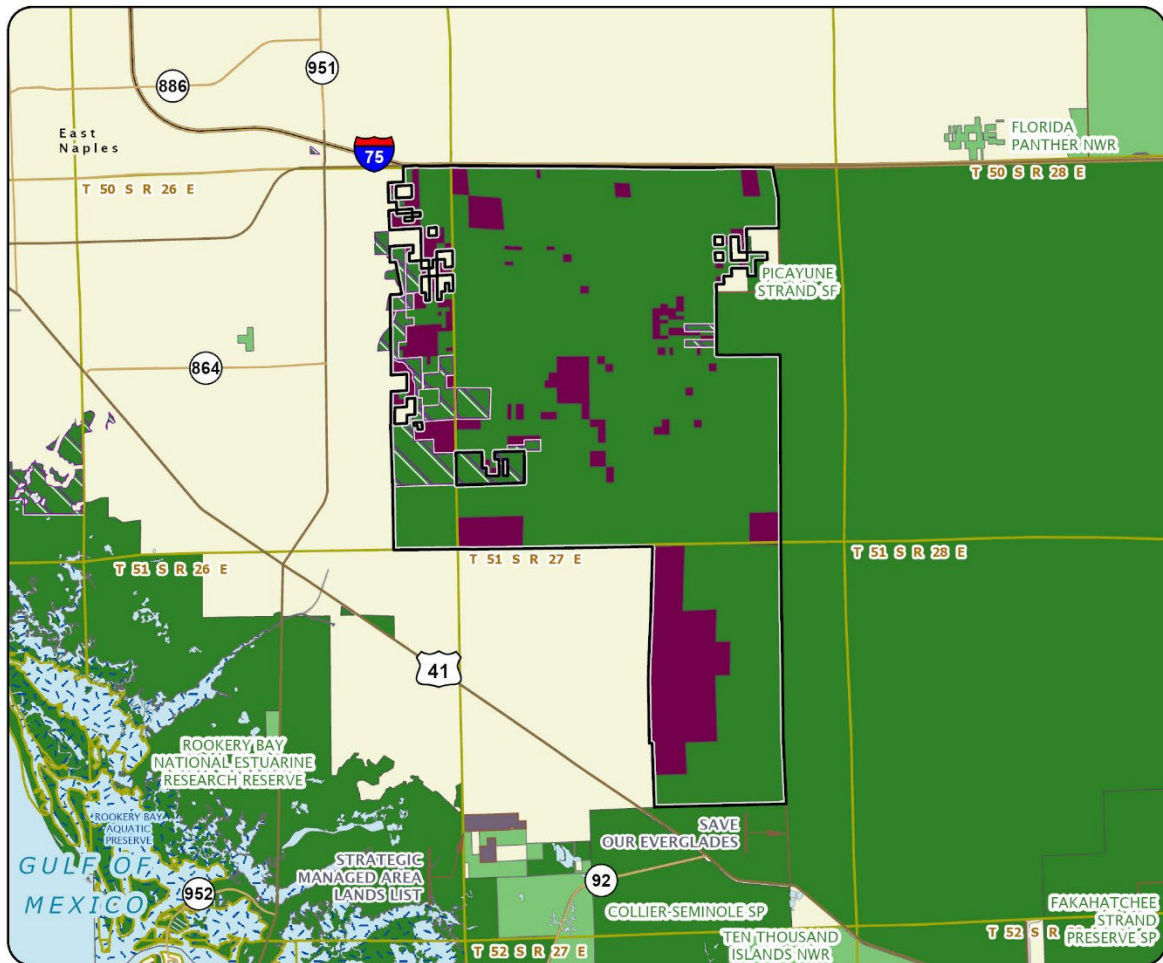 951
886
East
Naples
75
FLORIDA
PANTHER NWR
T 50 S R 26 E
T 50 S R 28 E
PICAYUNE
STRAND SF
864
T 51 S R 26 E
T 51 S R 27 E
T 51 S R 28 E
41
ROOKERY BAY
NATIONAL ESTUARINE
RESEARCH RESERVE
ROOKERY BAY
AQUATIC
PRESERVE
SAVE
OUR EVERGLADES
GULF OF
MEXICO
STRATEGIC
MANAGED AREA
LANDS LIST
952
92
COLLIER-SEMINOLE SP
FAKAHATCHEE
STRAND
PRESERVE SP
T 52 S R 27 E
TEN THOUSAND
ISLANDS NWR
T 52 S